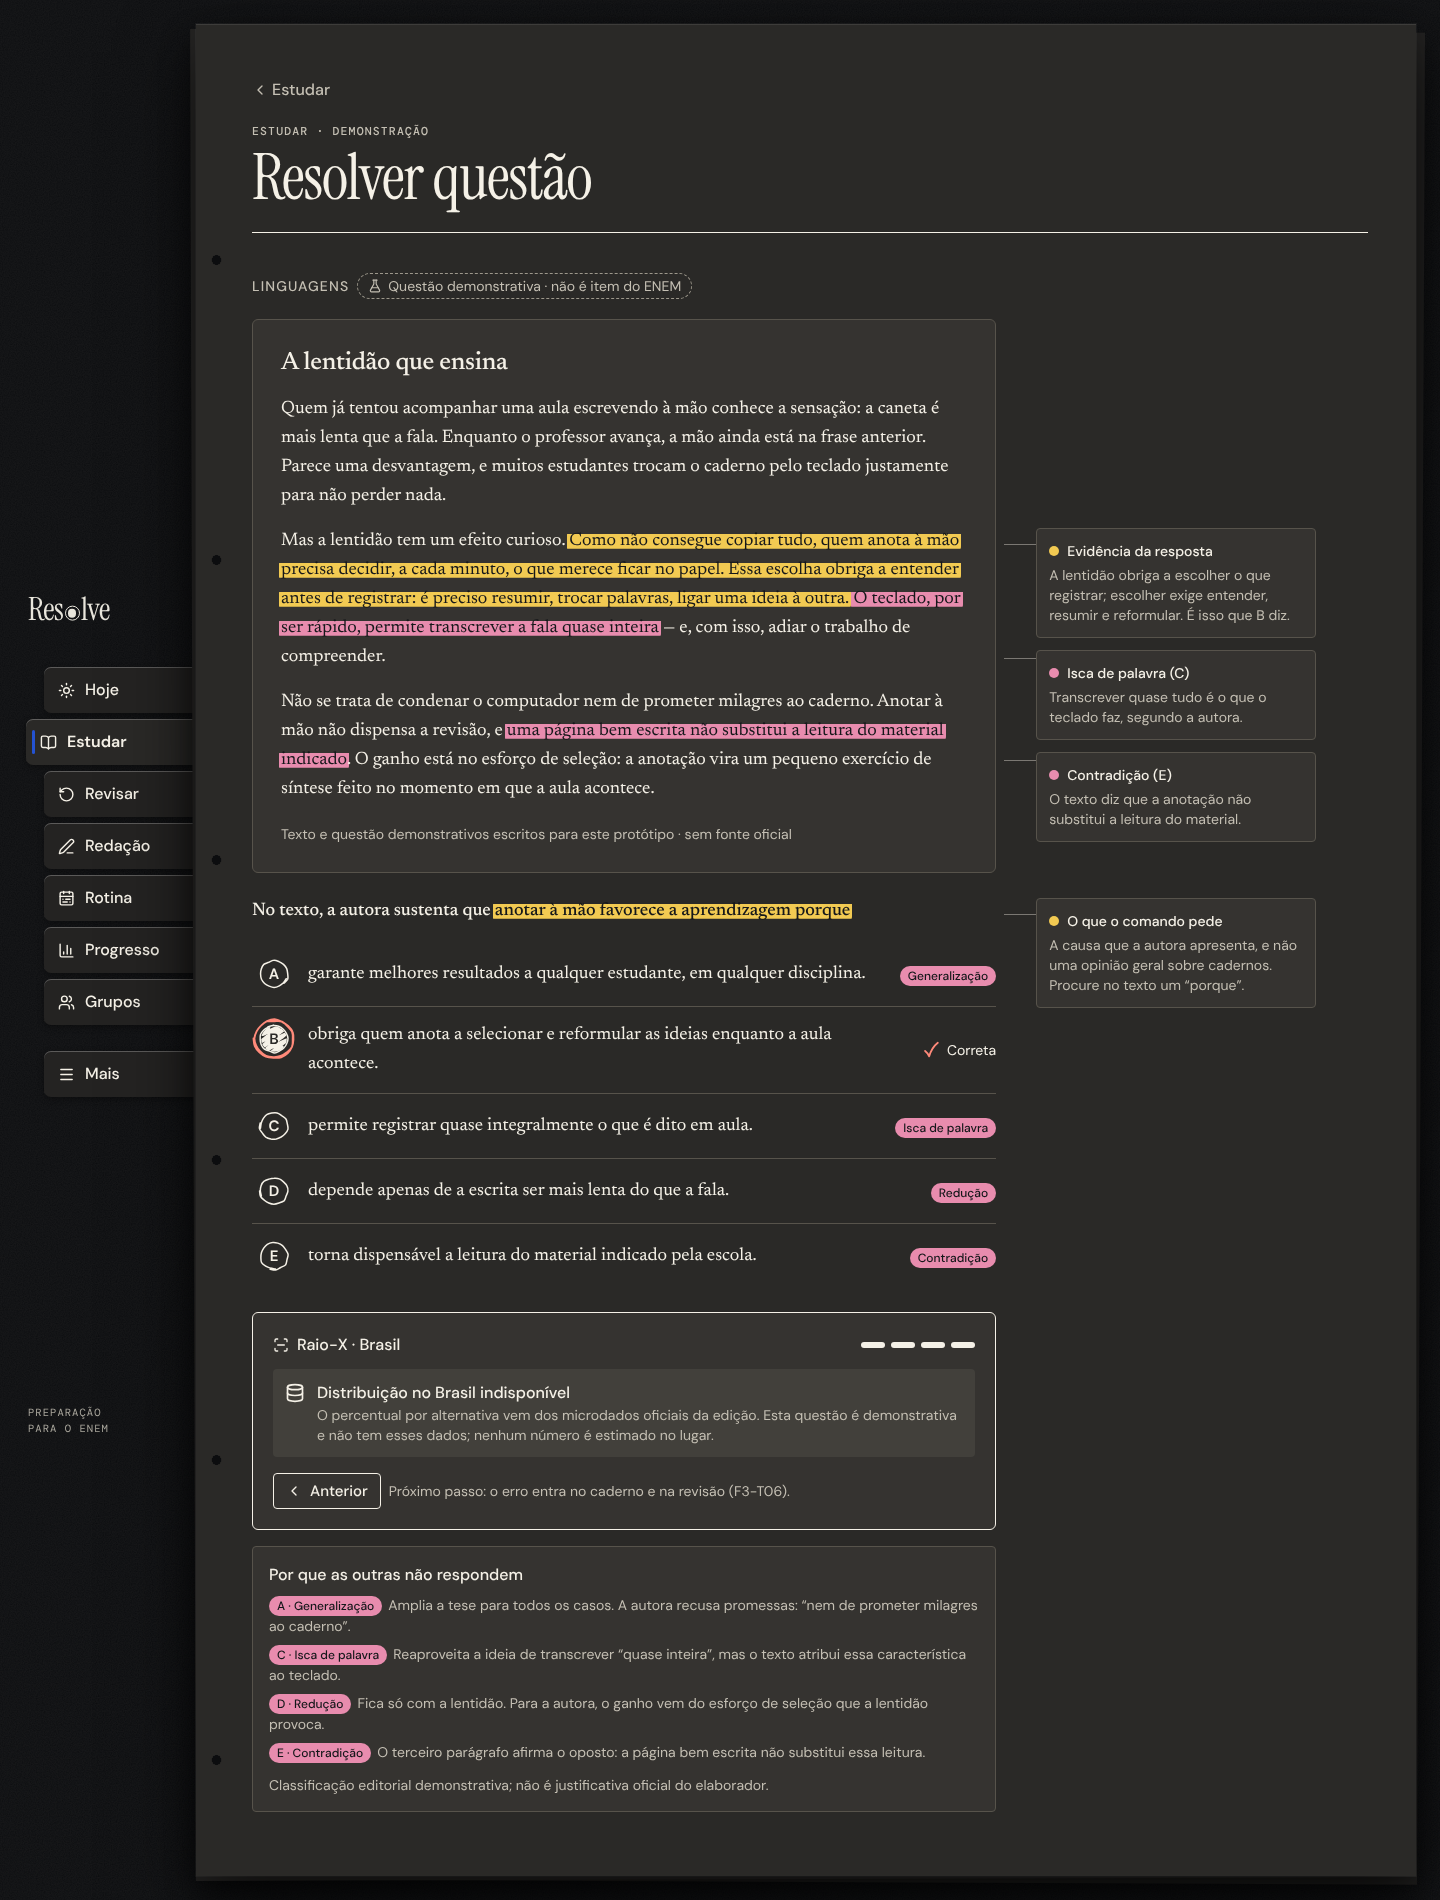 Estudar
ESTUDAR · DEMONSTRAÇÃO
Resolver questão
LINGUAGENS
Questão demonstrativa · não é item do ENEM
A lentidão que ensina
Quem já tentou acompanhar uma aula escrevendo à mão conhece a sensação: a caneta é
mais lenta que a fala. Enquanto o professor avança, a mão ainda está na frase anterior.
Parece uma desvantagem, e muitos estudantes trocam o caderno pelo teclado justamente
para não perder nada.
Mas a lentidão tem um efeito curioso. Como não consegue copiar tudo, quem anota à mão
precisa decidir, a cada minuto, o que merece ficar no papel. Essa escolha obriga a entender
antes de registrar: é preciso resumir, trocar palavras, ligar uma ideia à outra. O teclado, por
ser rápido, permite transcrever a fala quase inteira — e, com isso, adiar o trabalho de
compreender.
Não se trata de condenar o computador nem de prometer milagres ao caderno. Anotar à
mão não dispensa a revisão, e uma página bem escrita não substitui a leitura do material
indicado. O ganho está no esforço de seleção: a anotação vira um pequeno exercício de
síntese feito no momento em que a aula acontece.
Texto e questão demonstrativos escritos para este protótipo · sem fonte oficial
Evidência da resposta
A lentidão obriga a escolher o que
registrar; escolher exige entender,
resumir e reformular. É isso que B diz.
Isca de palavra (C)
Transcrever quase tudo é o que o
teclado faz, segundo a autora.
Contradição (E)
O texto diz que a anotação não
substitui a leitura do material.
No texto, a autora sustenta que anotar à mão favorece a aprendizagem porque
O que o comando pede
A causa que a autora apresenta, e não
uma opinião geral sobre cadernos.
Procure no texto um “porque”.
A garante melhores resultados a qualquer estudante, em qualquer disciplina. Generalização
B obriga quem anota a selecionar e reformular as ideias enquanto a aula
acontece.
Correta
C permite registrar quase integralmente o que é dito em aula. Isca de palavra
D depende apenas de a escrita ser mais lenta do que a fala. Redução
E torna dispensável a leitura do material indicado pela escola. Contradição
Raio-X · Brasil
Distribuição no Brasil indisponível
O percentual por alternativa vem dos microdados oficiais da edição. Esta questão é demonstrativa
e não tem esses dados; nenhum número é estimado no lugar.
Anterior
Próximo passo: o erro entra no caderno e na revisão (F3-T06).
Por que as outras não respondem
A · Generalização Amplia a tese para todos os casos. A autora recusa promessas: “nem de prometer milagres
ao caderno”.
C · Isca de palavra Reaproveita a ideia de transcrever “quase inteira”, mas o texto atribui essa característica
ao teclado.
D · Redução Fica só com a lentidão. Para a autora, o ganho vem do esforço de seleção que a lentidão
provoca.
E · Contradição O terceiro parágrafo afirma o oposto: a página bem escrita não substitui essa leitura.
Classificação editorial demonstrativa; não é justificativa oficial do elaborador.
Resolve
Hoje
Estudar
Revisar
Redação
Rotina
Progresso
Grupos
Mais
PREPARAÇÃO
PARA O ENEM